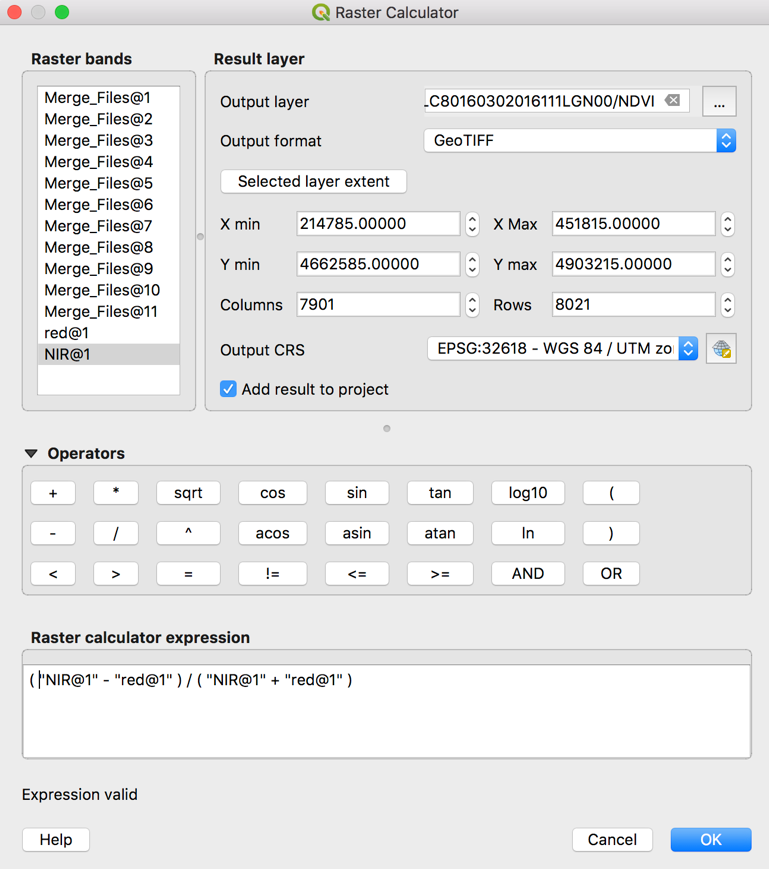 Raster Calculator
Raster bands
Merge_Files@1
Merge_Files@2
Merge_Files@3
Merge_Files@4
Merge_Files@5
Merge_Files@6
Merge_Files@7
Merge_Files@8
Merge_Files@9
Merge_Files@10
Merge_Files@11
red@1
NIR@1
Result layer
Output layer LC80160302016111LGN00/NDVI ...
Output format GeoTIFF
Selected layer extent
X min 214785.00000 X Max 451815.00000
Y min 4662585.00000 Y max 4903215.00000
Columns 7901 Rows 8021
Output CRS EPSG:32618 - WGS 84 / UTM zo
Add result to project
Operators
+ * sqrt cos sin tan log10 (
- / ^ acos asin atan ln )
< > = != <= >= AND OR
Raster calculator expression
( "NIR@1" - "red@1" ) / ( "NIR@1" + "red@1" )
Expression valid
Help Cancel OK